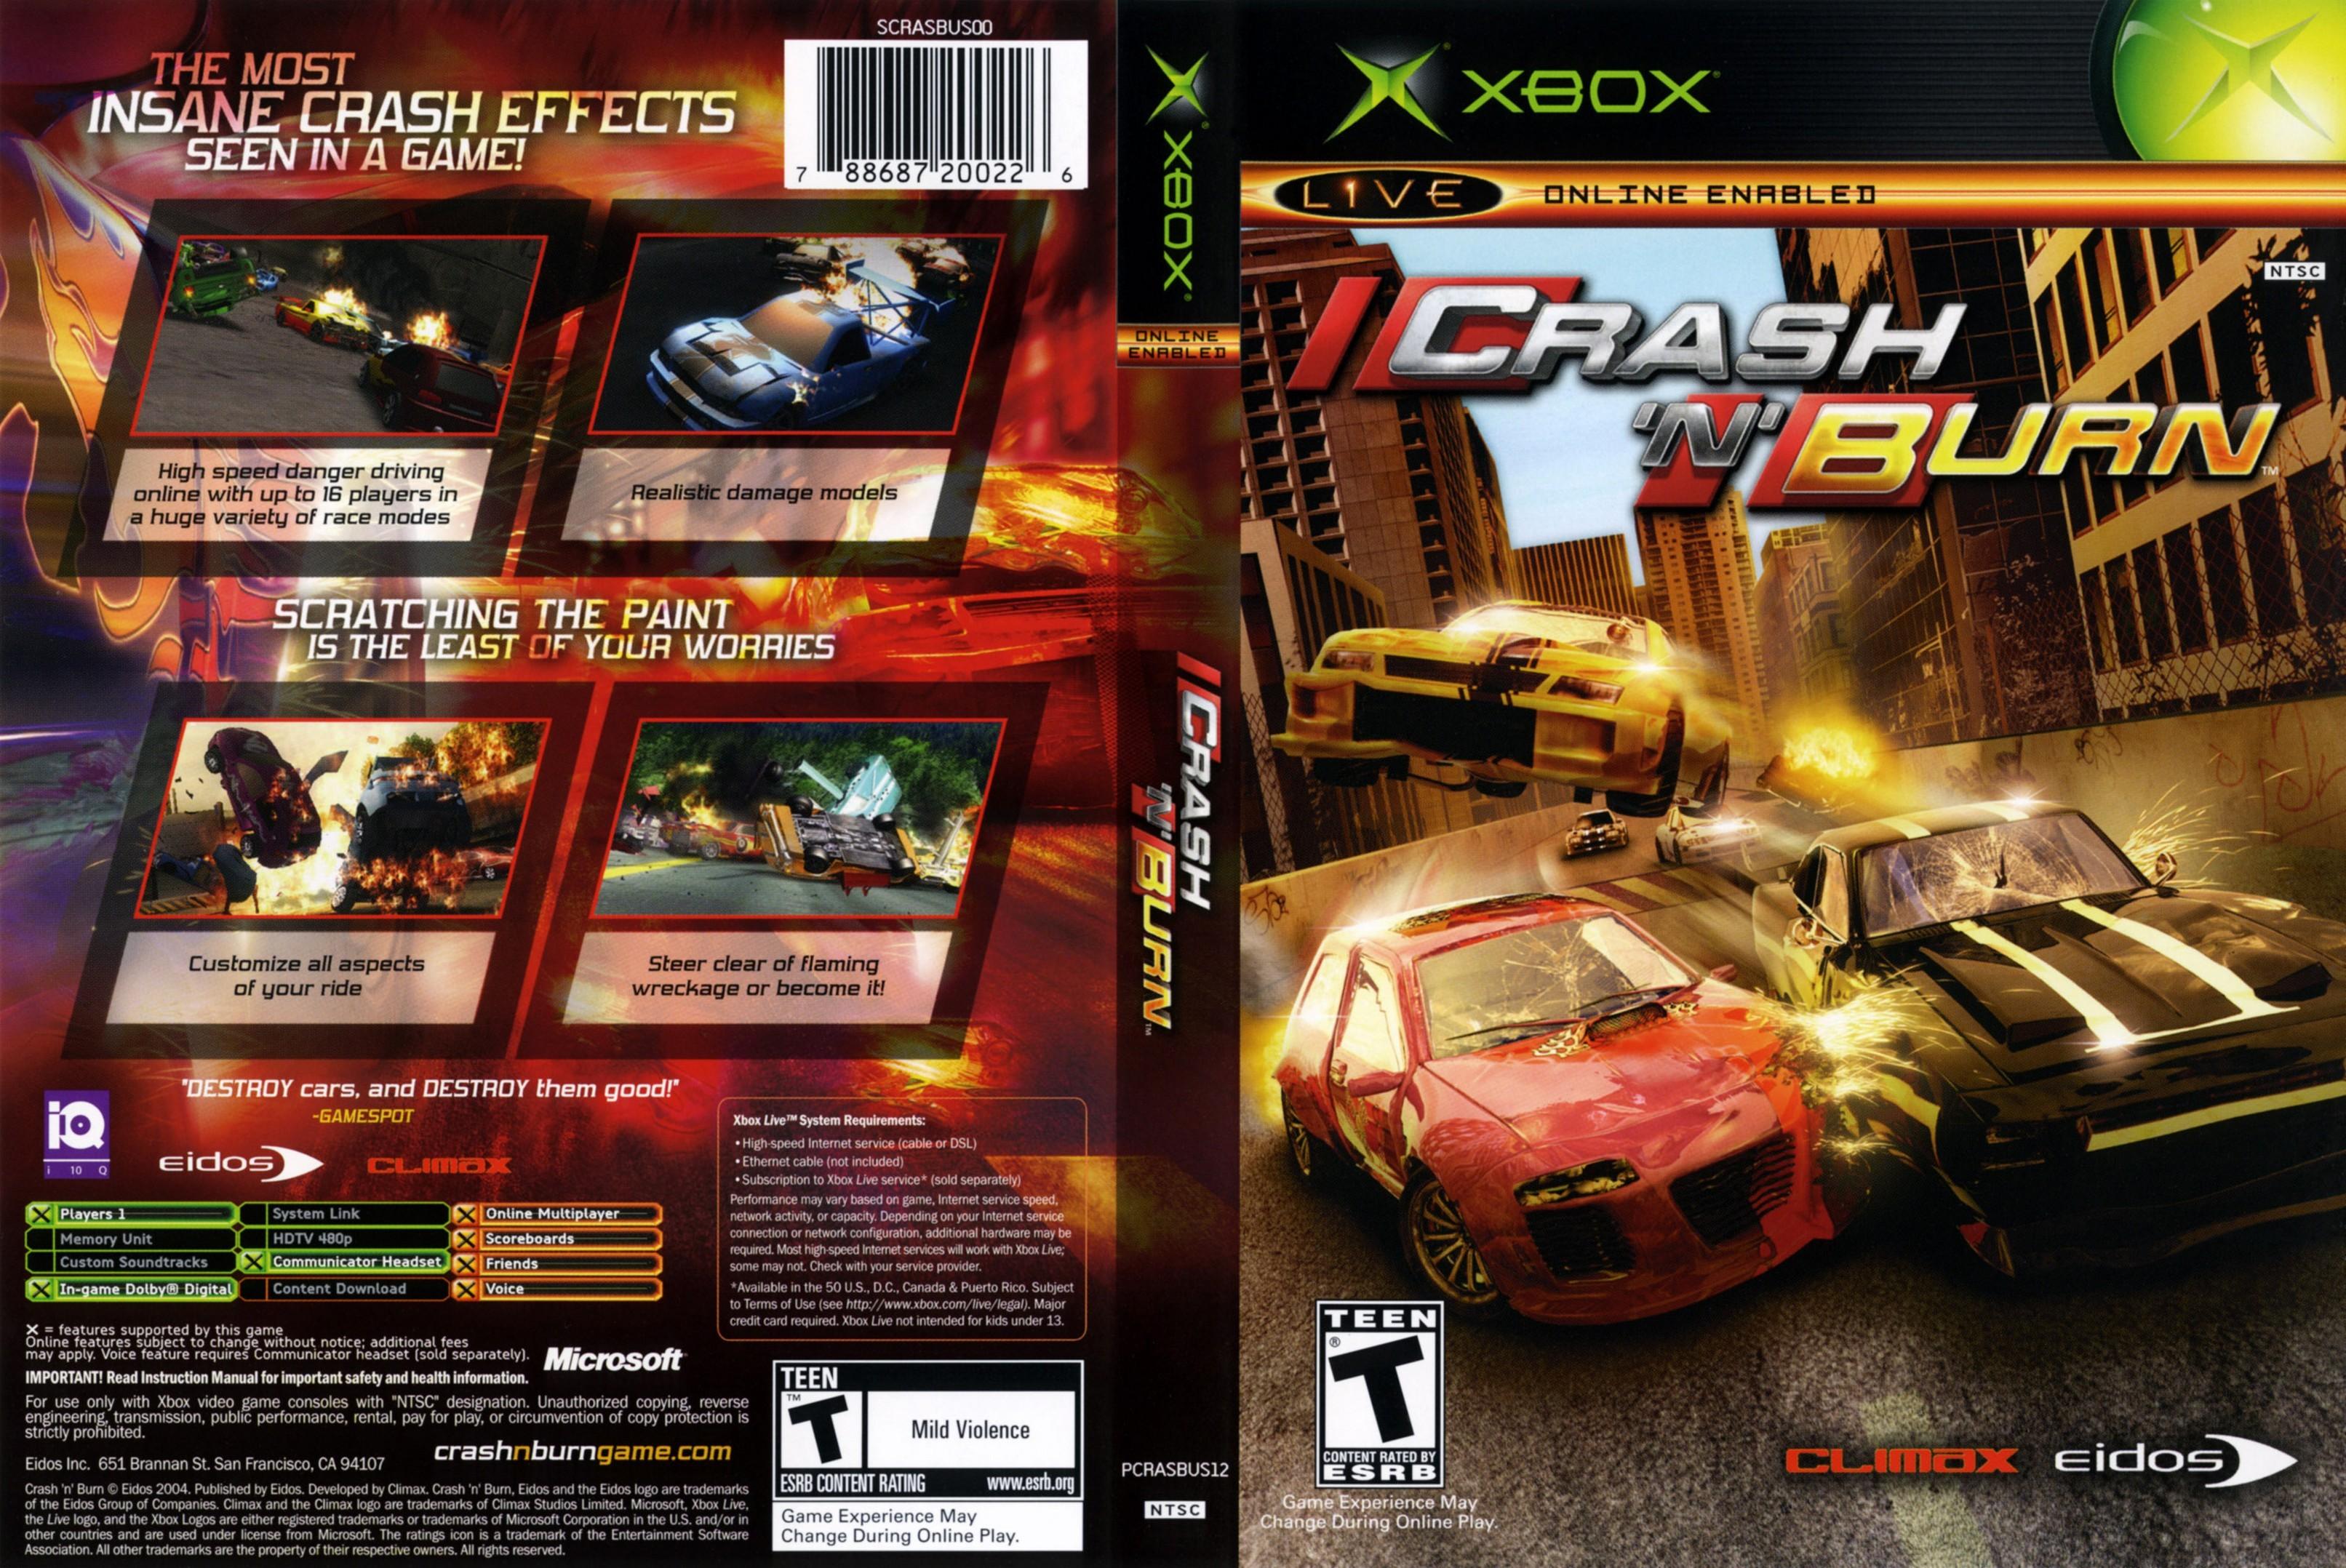 SCRASBUS00
7 88687 20022 6
THE MOST
INSANE CRASH EFFECTS
SEEN IN A GAME!
High speed danger driving
online with up to 16 players in
a huge variety of race modes
Realistic damage models
SCRATCHING THE PAINT
IS THE LEAST OF YOUR WORRIES
Customize all aspects
of your ride
Steer clear of flaming
wreckage or become it!
"DESTROY cars, and DESTROY them good!"
-GAMESPOT
iQ
i 10 Q
eidos
CLIMAX
Players 1
Memory Unit
Custom Soundtracks
In-game Dolby® Digital
System Link
HDTV 480p
Communicator Headset
Content Download
Online Multiplayer
Scoreboards
Friends
Voice
X = features supported by this game
Online features subject to change without notice; additional fees
may apply. Voice feature requires Communicator headset (sold separately).
Microsoft
IMPORTANT! Read Instruction Manual for important safety and health information.
For use only with Xbox video game consoles with "NTSC" designation. Unauthorized copying, reverse
engineering, transmission, public performance, rental, pay for play, or circumvention of copy protection is
strictly prohibited.
crashnburngame.com
Eidos Inc. 651 Brannan St. San Francisco, CA 94107
Crash 'n' Burn © Eidos 2004. Published by Eidos. Developed by Climax. Crash 'n' Burn, Eidos and the Eidos logo are trademarks
of the Eidos Group of Companies. Climax and the Climax logo are trademarks of Climax Studios Limited. Microsoft, Xbox Live,
the Live logo, and the Xbox Logos are either registered trademarks or trademarks of Microsoft Corporation in the U.S. and/or in
other countries and are used under license from Microsoft. The ratings icon is a trademark of the Entertainment Software
Association. All other trademarks are the property of their respective owners. All rights reserved.
Xbox Live™ System Requirements:
• High-speed Internet service (cable or DSL)
• Ethernet cable (not included)
• Subscription to Xbox Live service* (sold separately)
Performance may vary based on game, Internet service speed,
network activity, or capacity. Depending on your Internet service
connection or network configuration, additional hardware may be
required. Most high-speed Internet services will work with Xbox Live;
some may not. Check with your service provider.
*Available in the 50 U.S., D.C., Canada & Puerto Rico. Subject
to Terms of Use (see http://www.xbox.com/live/legal). Major
credit card required. Xbox Live not intended for kids under 13.
TEEN
T™
Mild Violence
ESRB CONTENT RATING www.esrb.org
Game Experience May
Change During Online Play.
XBOX
ONLINE
ENABLED
CRASH
'N' BURN™
PCRASBUS12
NTSC
XBOX
LIVE ONLINE ENABLED
NTSC
CRASH
'N' BURN™
TEEN
T®
CONTENT RATED BY
ESRB
Game Experience May
Change During Online Play.
CLIMAX eidos